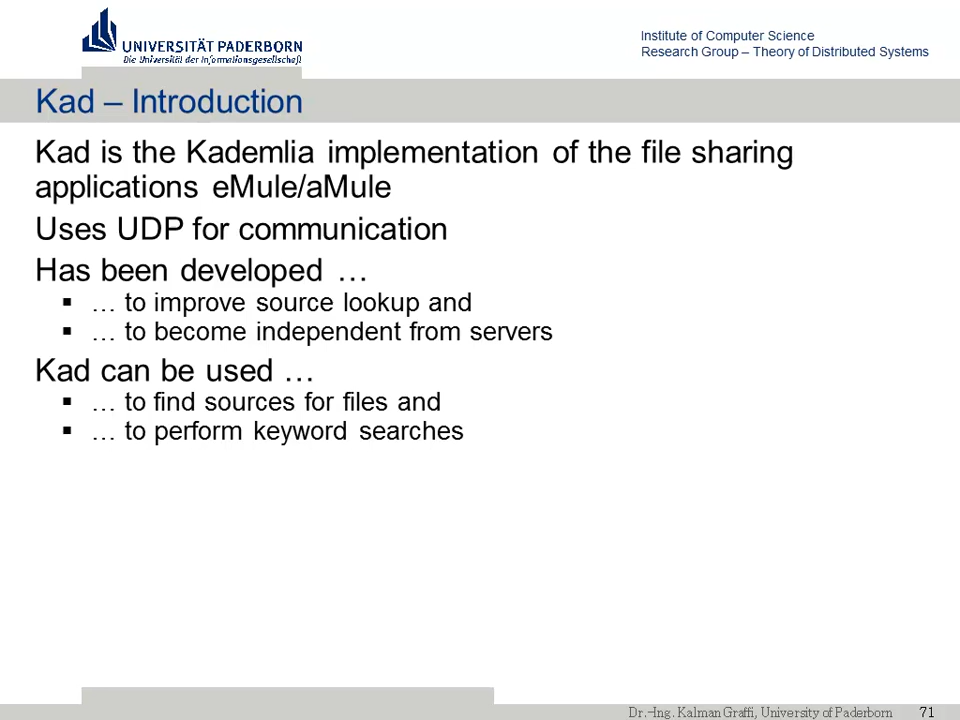 UNIVERSITÄT PADERBORN
Die Universität der Informationsgesellschaft
Institute of Computer Science
Research Group – Theory of Distributed Systems
Kad – Introduction
Kad is the Kademlia implementation of the file sharing
applications eMule/aMule
Uses UDP for communication
Has been developed …
▪ … to improve source lookup and
▪ … to become independent from servers
Kad can be used …
▪ … to find sources for files and
▪ … to perform keyword searches
Dr.-Ing. Kalman Graffi, University of Paderborn 71